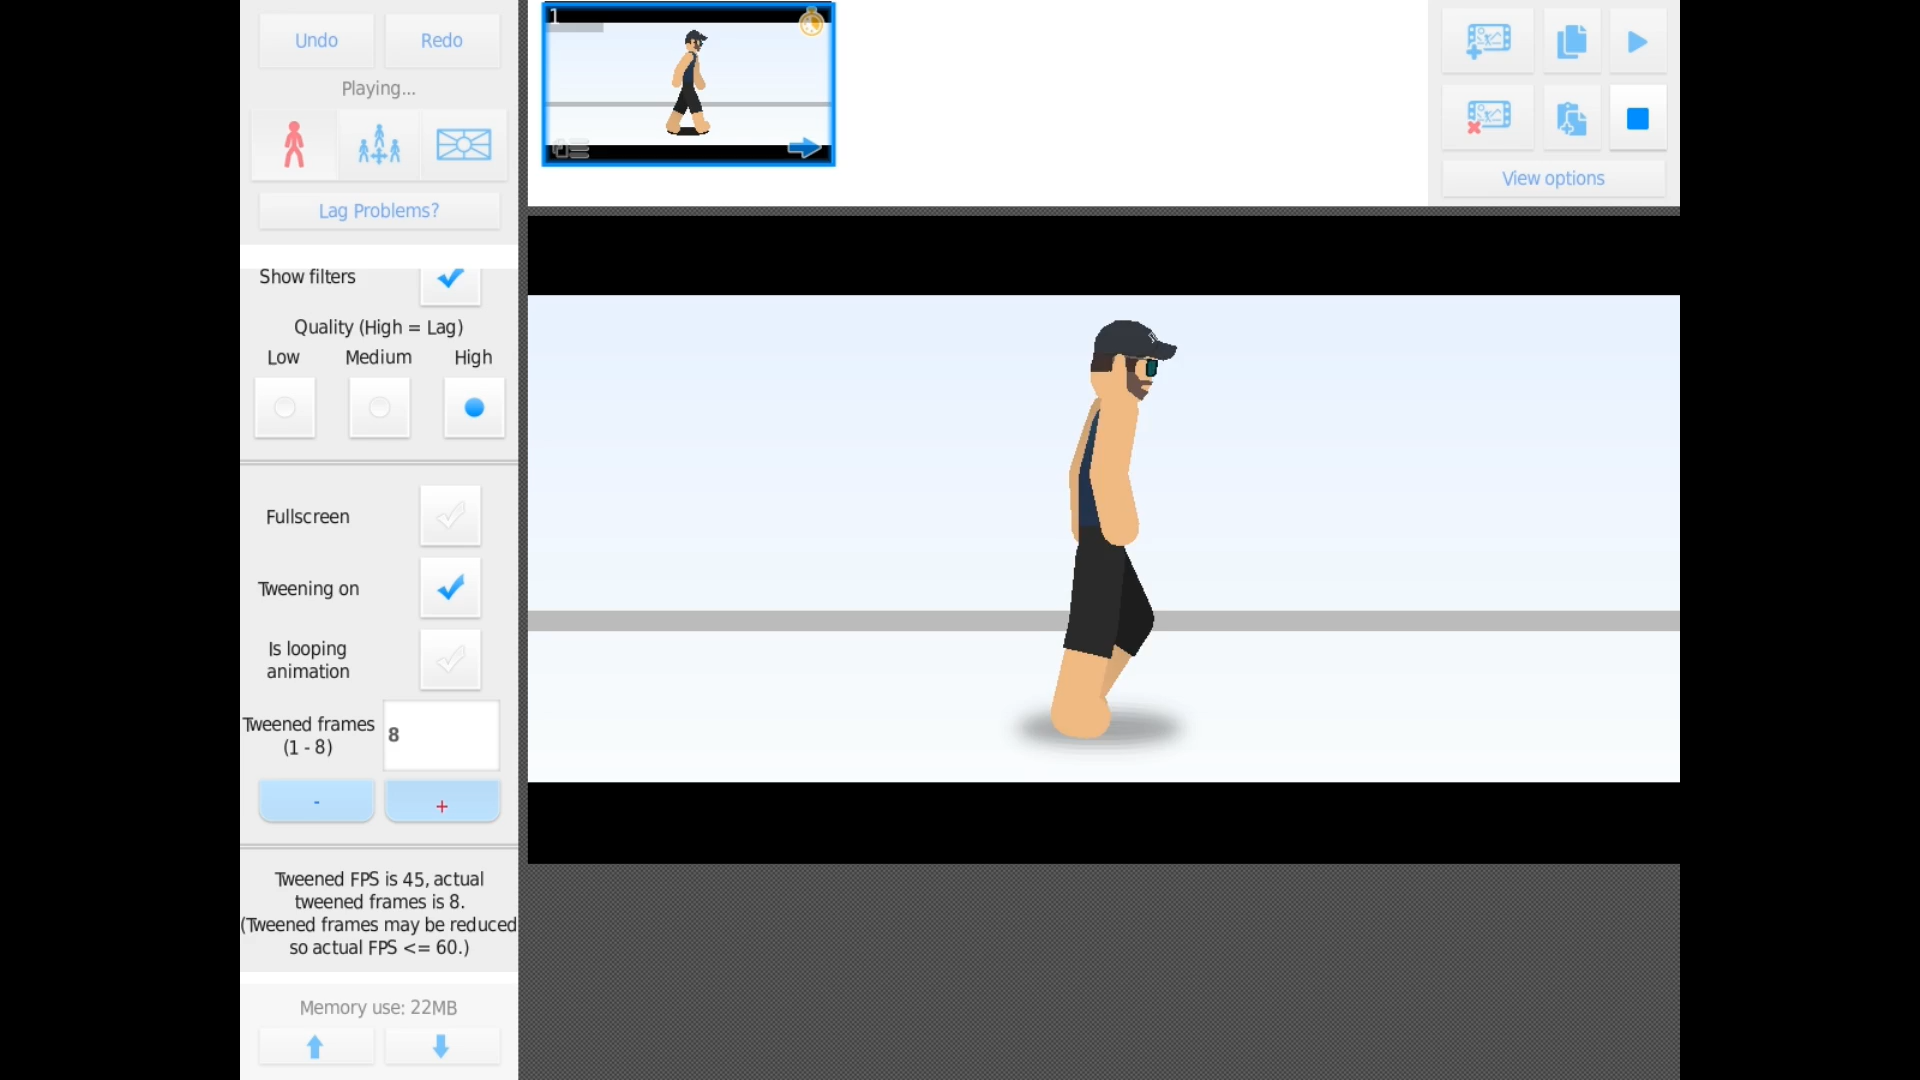 Undo
Redo
Playing...
Lag Problems?
Show filters
Quality (High = Lag)
Low
Medium
High
Fullscreen
Tweening on
Is looping
animation
Tweened frames
(1 - 8)
8
-
+
Tweened FPS is 45, actual
tweened frames is 8.
(Tweened frames may be reduced
so actual FPS <= 60.)
Memory use: 22MB
1
View options